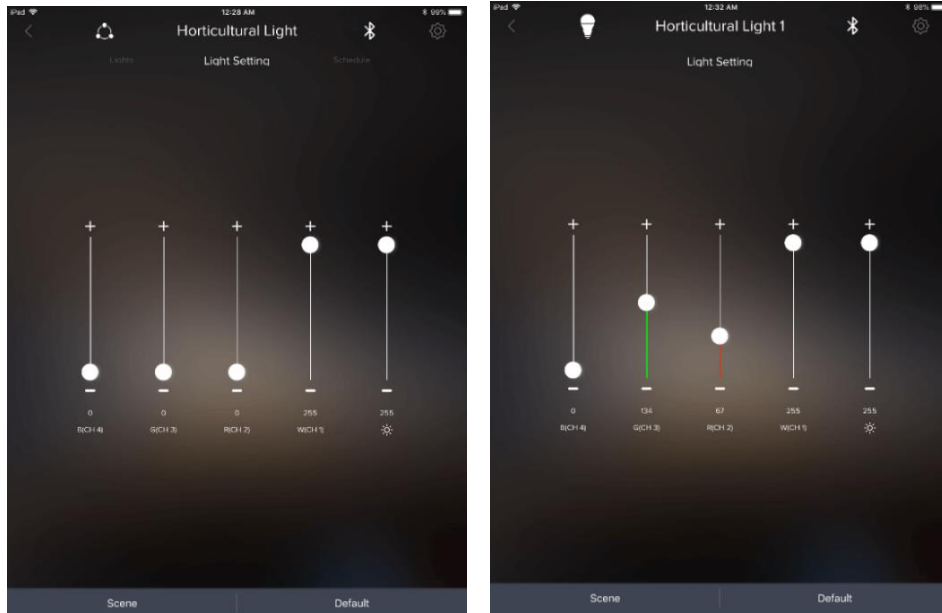 iPad 12:28 AM 99%
Horticultural Light
Lights Light Setting Schedule
+ + + + +
− − − − −
0 0 0 255 255
B(CH 4) G(CH 3) R(CH 2) W(CH 1)
Scene Default
iPad 12:32 AM 98%
Horticultural Light 1
Light Setting
+ + + + +
− − − − −
0 134 67 255 255
B(CH 4) G(CH 3) R(CH 2) W(CH 1)
Scene Default